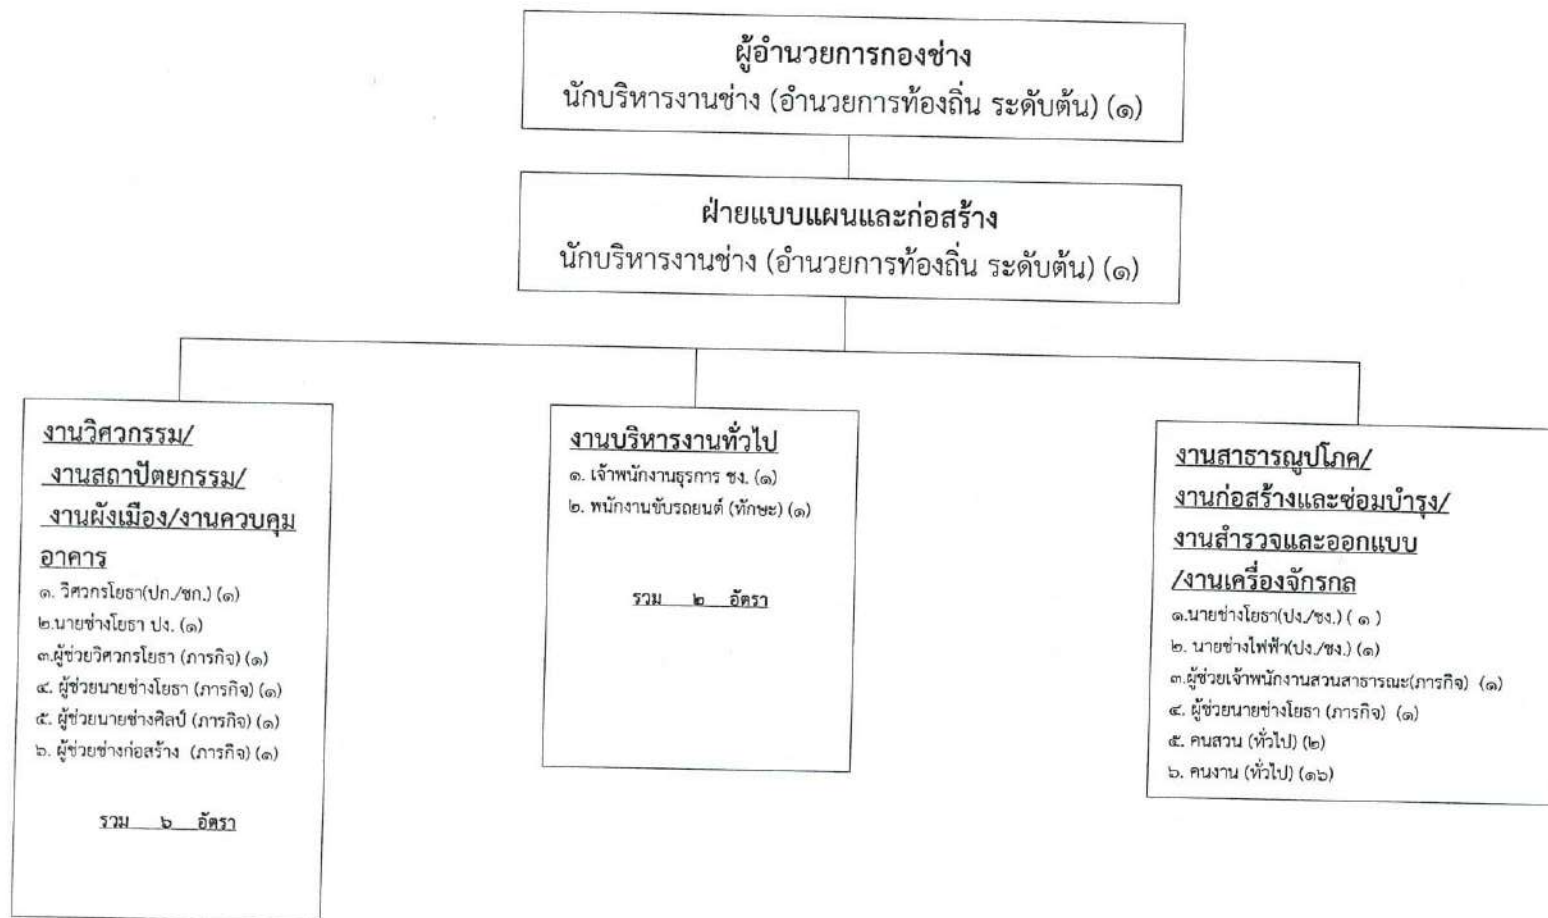 ผู้อำนวยการกองช่าง
นักบริหารงานช่าง (อำนวยการท้องถิ่น ระดับต้น) (๑)
ฝ่ายแบบแผนและก่อสร้าง
นักบริหารงานช่าง (อำนวยการท้องถิ่น ระดับต้น) (๑)
งานวิศวกรรม/
งานสถาปัตยกรรม/
งานผังเมือง/งานควบคุม
อาคาร
๑. วิศวกรโยธา(ปก./ชก.) (๑)
๒.นายช่างโยธา ปง. (๑)
๓.ผู้ช่วยวิศวกรโยธา (ภารกิจ) (๑)
๔. ผู้ช่วยนายช่างโยธา (ภารกิจ) (๑)
๕. ผู้ช่วยนายช่างศิลป์ (ภารกิจ) (๑)
๖. ผู้ช่วยช่างก่อสร้าง (ภารกิจ) (๑)
รวม ๖ อัตรา
งานบริหารงานทั่วไป
๑. เจ้าพนักงานธุรการ ชง. (๑)
๒. พนักงานขับรถยนต์ (ทักษะ) (๑)
รวม ๒ อัตรา
งานสาธารณูปโภค/
งานก่อสร้างและซ่อมบำรุง/
งานสำรวจและออกแบบ
/งานเครื่องจักรกล
๑.นายช่างโยธา(ปง./ชง.) ( ๑ )
๒. นายช่างไฟฟ้า(ปง./ชง.) (๑)
๓.ผู้ช่วยเจ้าพนักงานสวนสาธารณะ(ภารกิจ) (๑)
๔. ผู้ช่วยนายช่างโยธา (ภารกิจ) (๑)
๕. คนสวน (ทั่วไป) (๒)
๖. คนงาน (ทั่วไป) (๑๖)